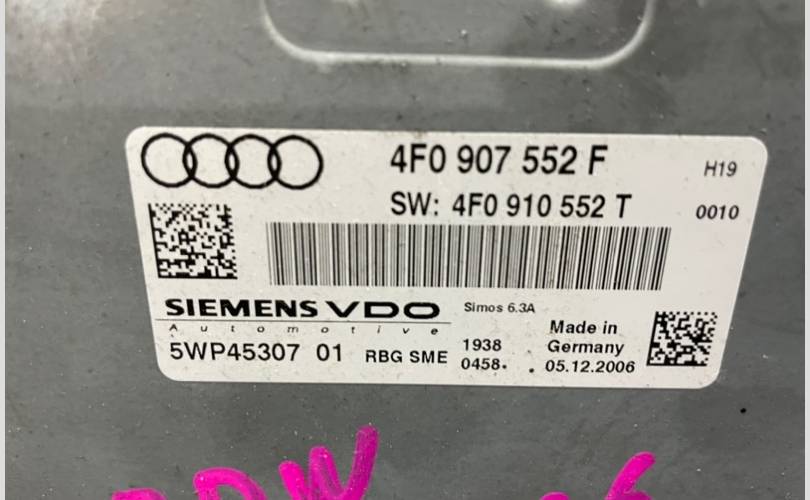 4F0 907 552 F
H19
SW: 4F0 910 552 T
0010
SIEMENS VDO
Automotive
Simos 6.3A
5WP45307 01
RBG SME
1938
0458.
Made in
Germany
. 05.12.2006